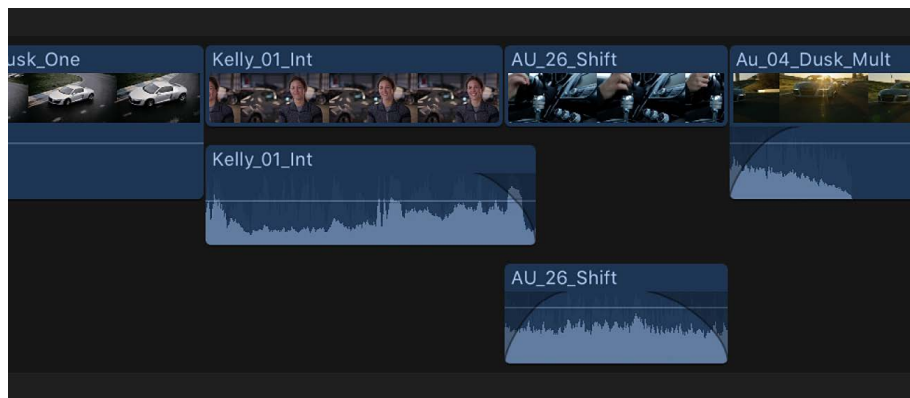 usk_One
Kelly_01_Int
AU_26_Shift
Au_04_Dusk_Mult
Kelly_01_Int
AU_26_Shift